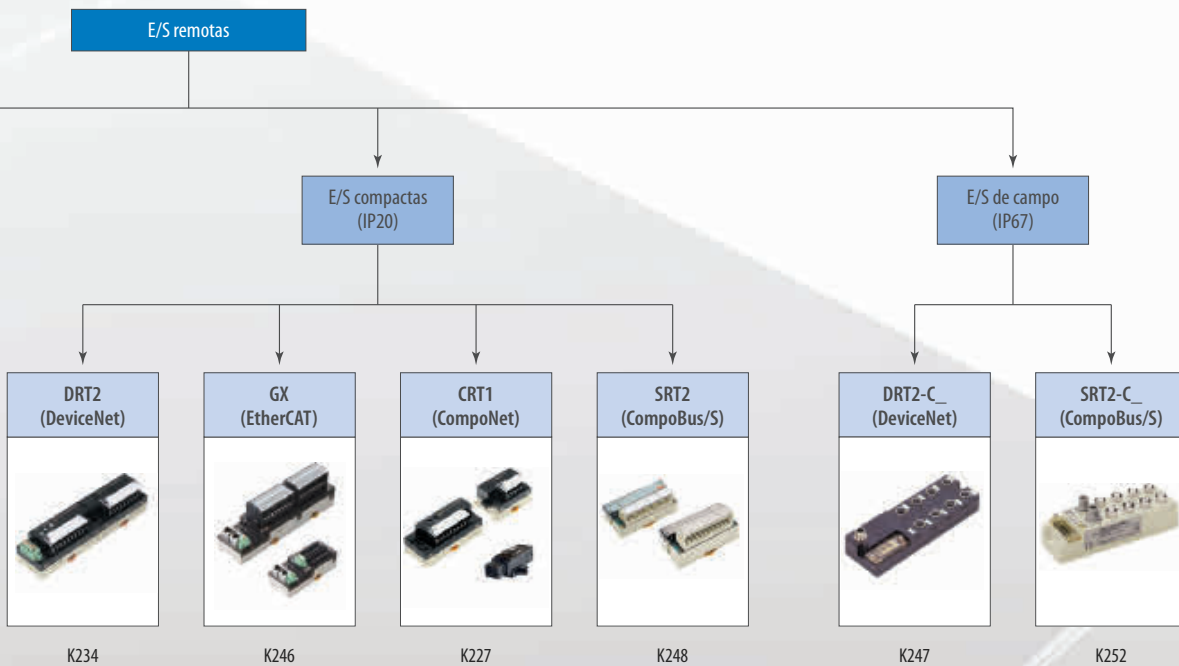 E/S remotas
E/S compactas
(IP20)
E/S de campo
(IP67)
DRT2
(DeviceNet)
GX
(EtherCAT)
CRT1
(CompoNet)
SRT2
(CompoBus/S)
DRT2-C_
(DeviceNet)
SRT2-C_
(CompoBus/S)
K234
K246
K227
K248
K247
K252